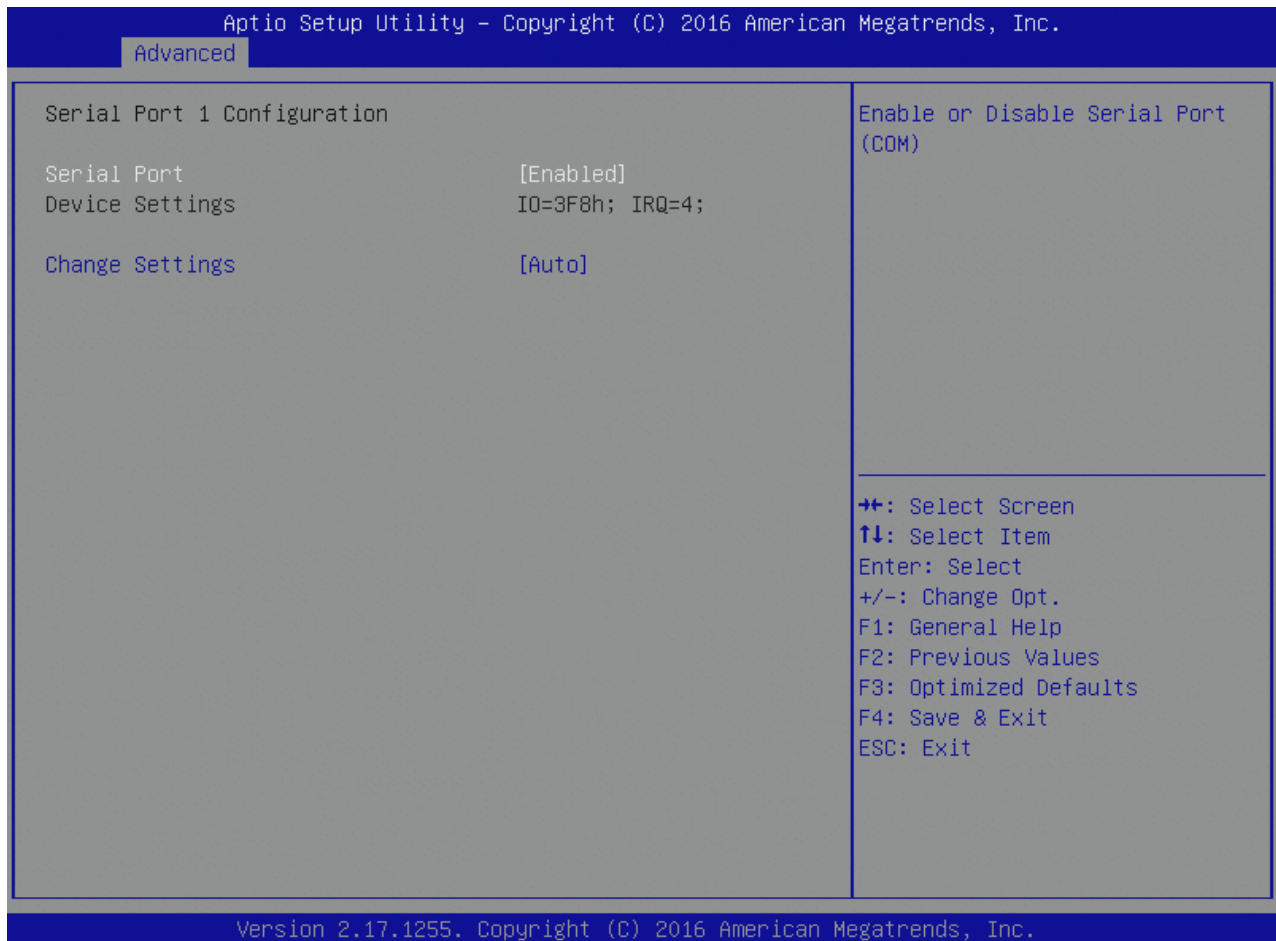 Aptio Setup Utility – Copyright (C) 2016 American Megatrends, Inc.
Advanced
Serial Port 1 Configuration
Serial Port [Enabled]
Device Settings IO=3F8h; IRQ=4;
Change Settings [Auto]
Enable or Disable Serial Port
(COM)
→←: Select Screen
↑↓: Select Item
Enter: Select
+/-: Change Opt.
F1: General Help
F2: Previous Values
F3: Optimized Defaults
F4: Save & Exit
ESC: Exit
Version 2.17.1255. Copyright (C) 2016 American Megatrends, Inc.